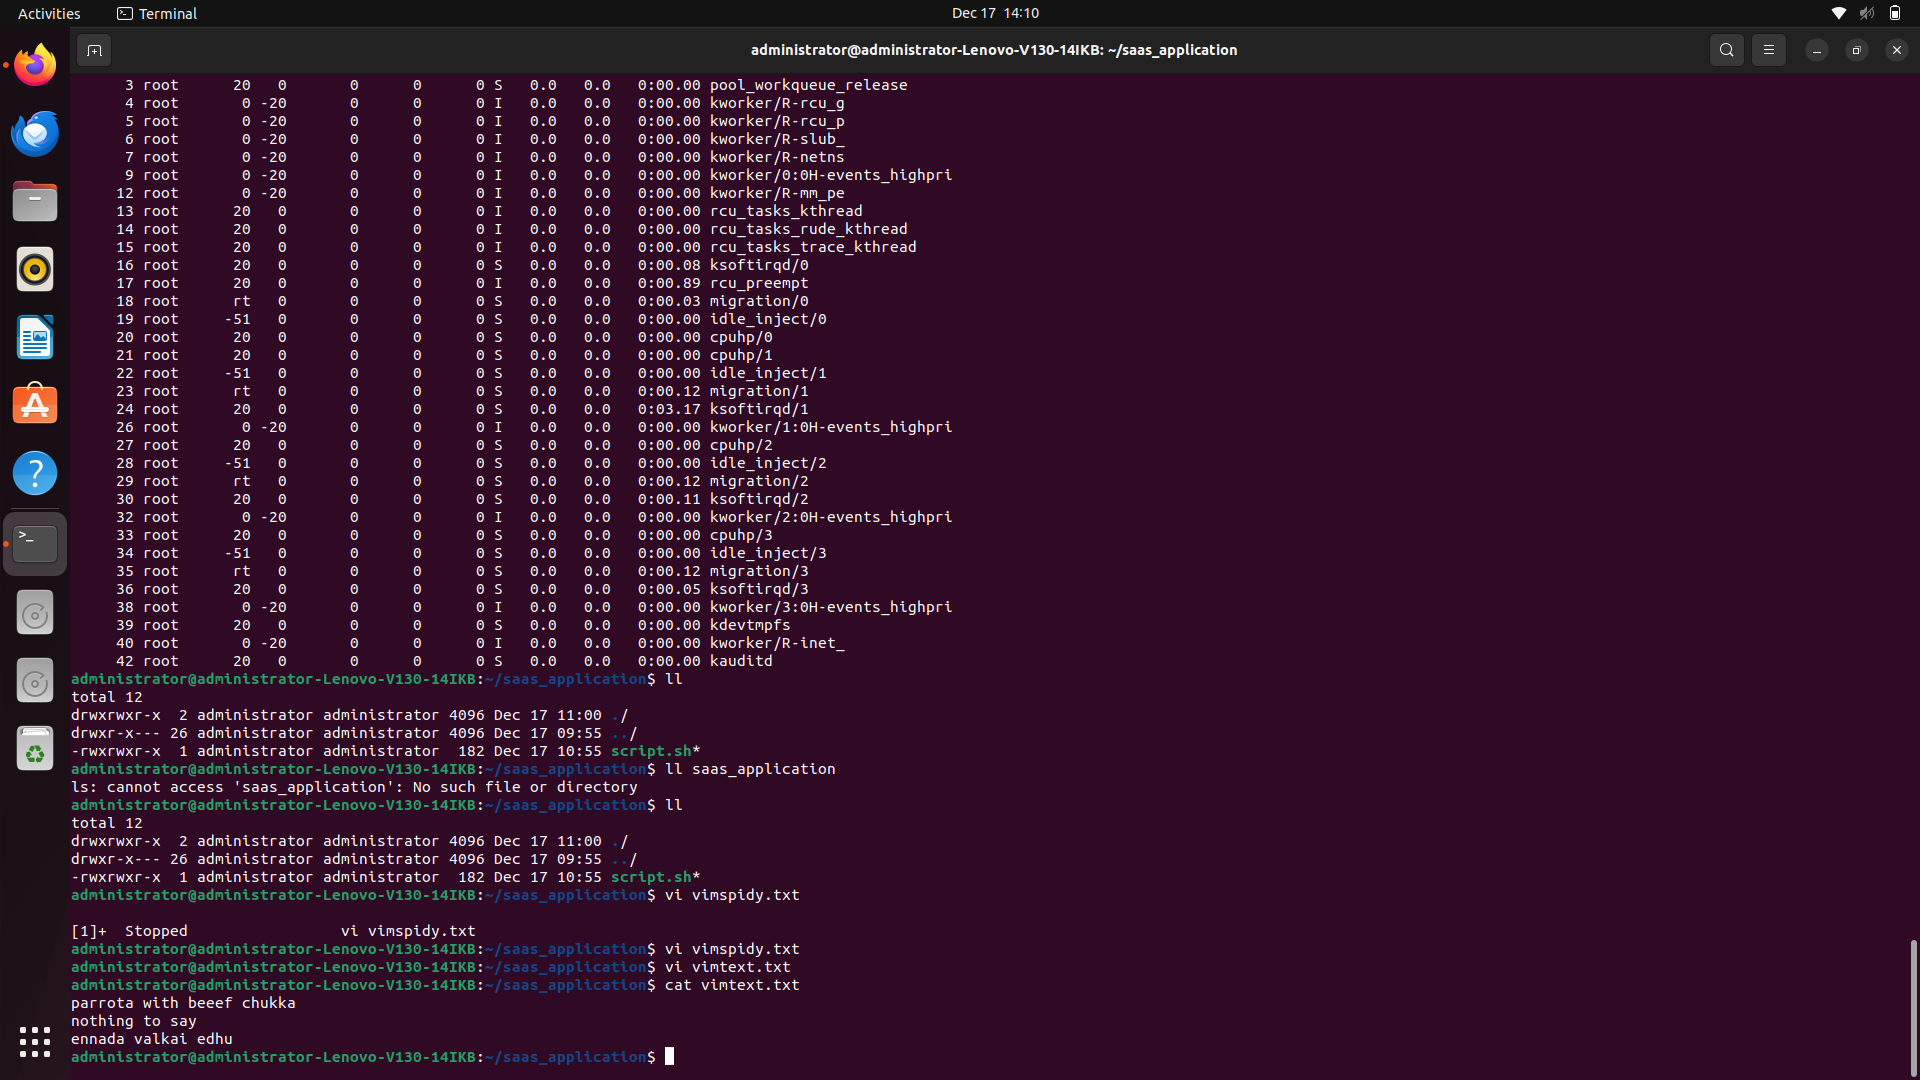 Activities
Terminal
Dec 17 14:10
administrator@administrator-Lenovo-V130-14IKB: ~/saas_application
3 root 20 0 0 0 0 S 0.0 0.0 0:00.00 pool_workqueue_release
4 root 0 -20 0 0 0 I 0.0 0.0 0:00.00 kworker/R-rcu_g
5 root 0 -20 0 0 0 I 0.0 0.0 0:00.00 kworker/R-rcu_p
6 root 0 -20 0 0 0 I 0.0 0.0 0:00.00 kworker/R-slub_
7 root 0 -20 0 0 0 I 0.0 0.0 0:00.00 kworker/R-netns
9 root 0 -20 0 0 0 I 0.0 0.0 0:00.00 kworker/0:0H-events_highpri
12 root 0 -20 0 0 0 I 0.0 0.0 0:00.00 kworker/R-mm_pe
13 root 20 0 0 0 0 I 0.0 0.0 0:00.00 rcu_tasks_kthread
14 root 20 0 0 0 0 I 0.0 0.0 0:00.00 rcu_tasks_rude_kthread
15 root 20 0 0 0 0 I 0.0 0.0 0:00.00 rcu_tasks_trace_kthread
16 root 20 0 0 0 0 S 0.0 0.0 0:00.08 ksoftirqd/0
17 root 20 0 0 0 0 I 0.0 0.0 0:00.89 rcu_preempt
18 root rt 0 0 0 0 S 0.0 0.0 0:00.03 migration/0
19 root -51 0 0 0 0 S 0.0 0.0 0:00.00 idle_inject/0
20 root 20 0 0 0 0 S 0.0 0.0 0:00.00 cpuhp/0
21 root 20 0 0 0 0 S 0.0 0.0 0:00.00 cpuhp/1
22 root -51 0 0 0 0 S 0.0 0.0 0:00.00 idle_inject/1
23 root rt 0 0 0 0 S 0.0 0.0 0:00.12 migration/1
24 root 20 0 0 0 0 S 0.0 0.0 0:03.17 ksoftirqd/1
26 root 0 -20 0 0 0 I 0.0 0.0 0:00.00 kworker/1:0H-events_highpri
27 root 20 0 0 0 0 S 0.0 0.0 0:00.00 cpuhp/2
28 root -51 0 0 0 0 S 0.0 0.0 0:00.00 idle_inject/2
29 root rt 0 0 0 0 S 0.0 0.0 0:00.12 migration/2
30 root 20 0 0 0 0 S 0.0 0.0 0:00.11 ksoftirqd/2
32 root 0 -20 0 0 0 I 0.0 0.0 0:00.00 kworker/2:0H-events_highpri
33 root 20 0 0 0 0 S 0.0 0.0 0:00.00 cpuhp/3
34 root -51 0 0 0 0 S 0.0 0.0 0:00.00 idle_inject/3
35 root rt 0 0 0 0 S 0.0 0.0 0:00.12 migration/3
36 root 20 0 0 0 0 S 0.0 0.0 0:00.05 ksoftirqd/3
38 root 0 -20 0 0 0 I 0.0 0.0 0:00.00 kworker/3:0H-events_highpri
39 root 20 0 0 0 0 S 0.0 0.0 0:00.00 kdevtmpfs
40 root 0 -20 0 0 0 I 0.0 0.0 0:00.00 kworker/R-inet_
42 root 20 0 0 0 0 S 0.0 0.0 0:00.00 kauditd
administrator@administrator-Lenovo-V130-14IKB:~/saas_application$ ll
total 12
drwxrwxr-x 2 administrator administrator 4096 Dec 17 11:00 ./
drwxr-x--- 26 administrator administrator 4096 Dec 17 09:55 ../
-rwxrwxr-x 1 administrator administrator 182 Dec 17 10:55 script.sh*
administrator@administrator-Lenovo-V130-14IKB:~/saas_application$ ll saas_application
ls: cannot access 'saas_application': No such file or directory
administrator@administrator-Lenovo-V130-14IKB:~/saas_application$ ll
total 12
drwxrwxr-x 2 administrator administrator 4096 Dec 17 11:00 ./
drwxr-x--- 26 administrator administrator 4096 Dec 17 09:55 ../
-rwxrwxr-x 1 administrator administrator 182 Dec 17 10:55 script.sh*
administrator@administrator-Lenovo-V130-14IKB:~/saas_application$ vi vimspidy.txt
[1]+ Stopped vi vimspidy.txt
administrator@administrator-Lenovo-V130-14IKB:~/saas_application$ vi vimspidy.txt
administrator@administrator-Lenovo-V130-14IKB:~/saas_application$ vi vimtext.txt
administrator@administrator-Lenovo-V130-14IKB:~/saas_application$ cat vimtext.txt
parrota with beeef chukka
nothing to say
ennada valkai edhu
administrator@administrator-Lenovo-V130-14IKB:~/saas_application$